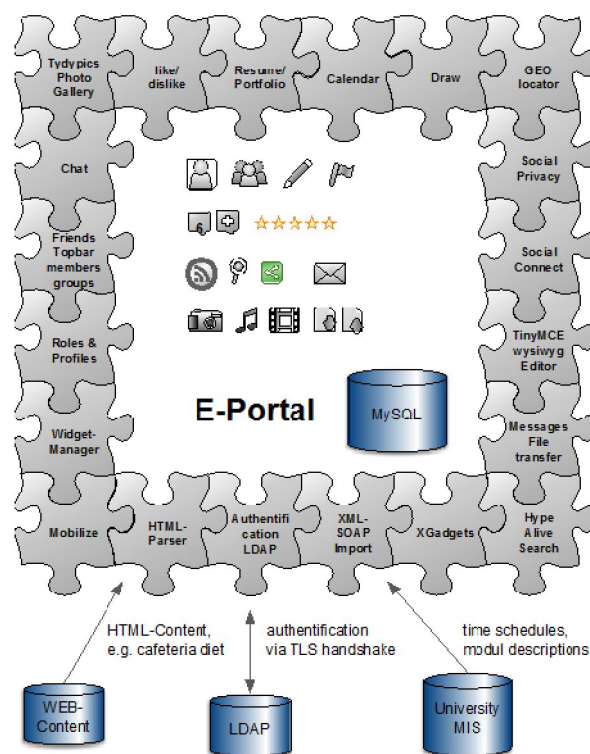 Tydypics
Photo
Gallery
like/
dislike
Resume/
Portfolio
Calendar
Draw
GEO
locator
Chat
Social
Privacy
6
Friends
Topbar
members
groups
Social
Connect
Roles &
Profiles
TinyMCE
wysiwyg
Editor
E-Portal
MySQL
Widget-
Manager
Messages
File
transfer
Mobilize
HTML-
Parser
Authentifi
cation
LDAP
XML-
SOAP
Import
XGadgets
Hype
Alive
Search
HTML-Content,
e.g. cafeteria diet
authentification
via TLS handshake
time schedules,
modul descriptions
WEB-
Content
LDAP
University
MIS